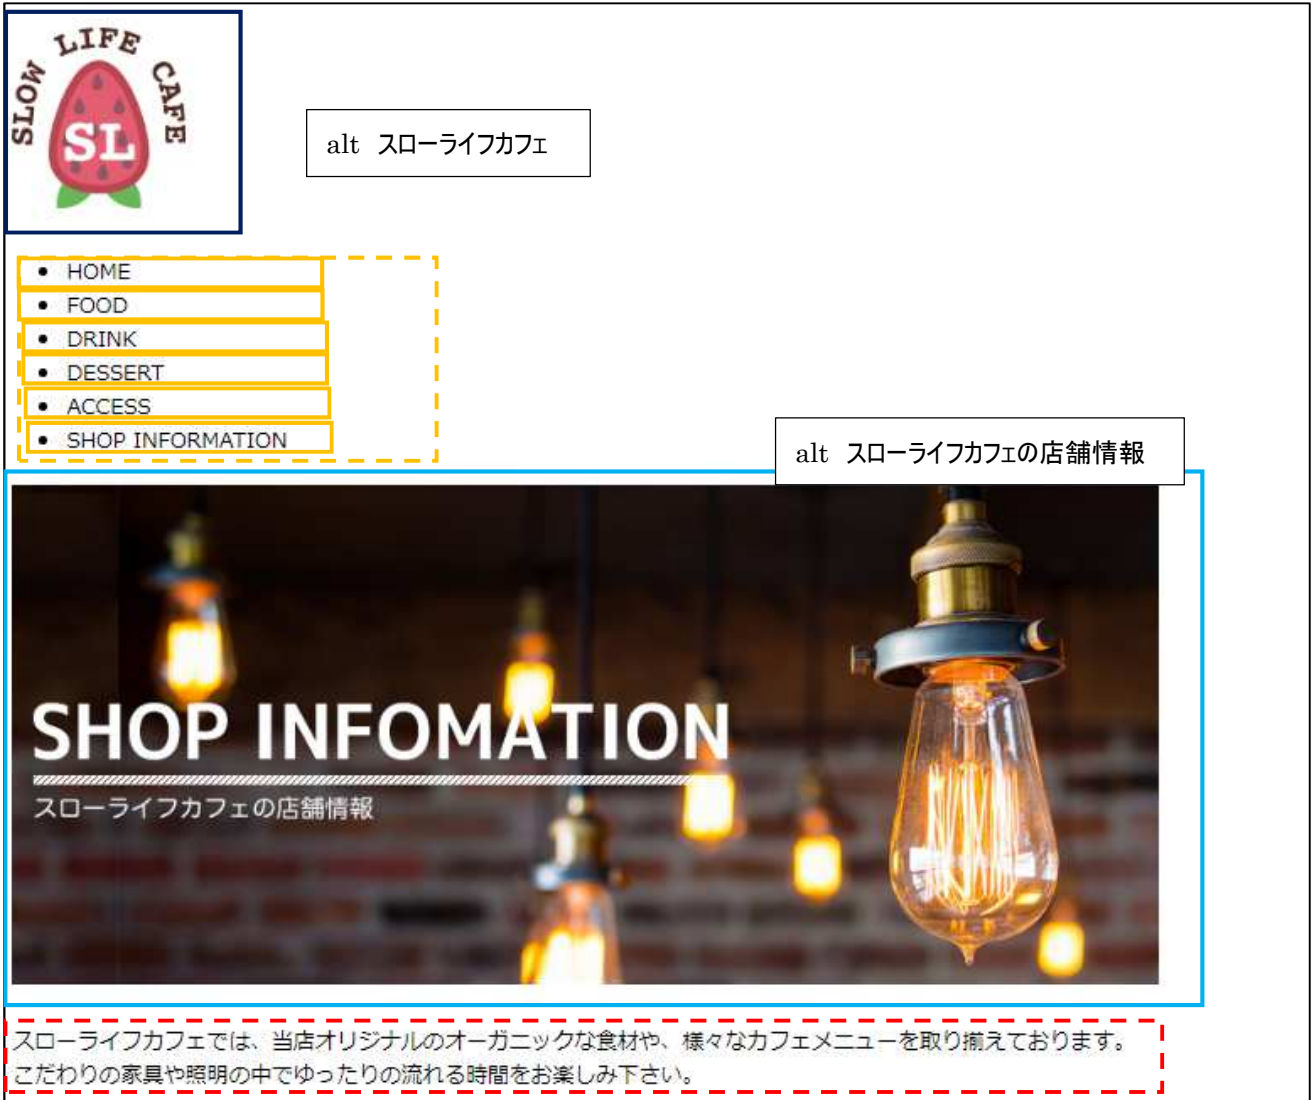 SLOW LIFE CAFE
SL
alt スローライフカフェ
• HOME
• FOOD
• DRINK
• DESSERT
• ACCESS
• SHOP INFORMATION
alt スローライフカフェの店舗情報
SHOP INFOMATION
スローライフカフェの店舗情報
スローライフカフェでは、当店オリジナルのオーガニックな食材や、様々なカフェメニューを取り揃えております。
こだわりの家具や照明の中でゆったりの流れる時間をお楽しみ下さい。